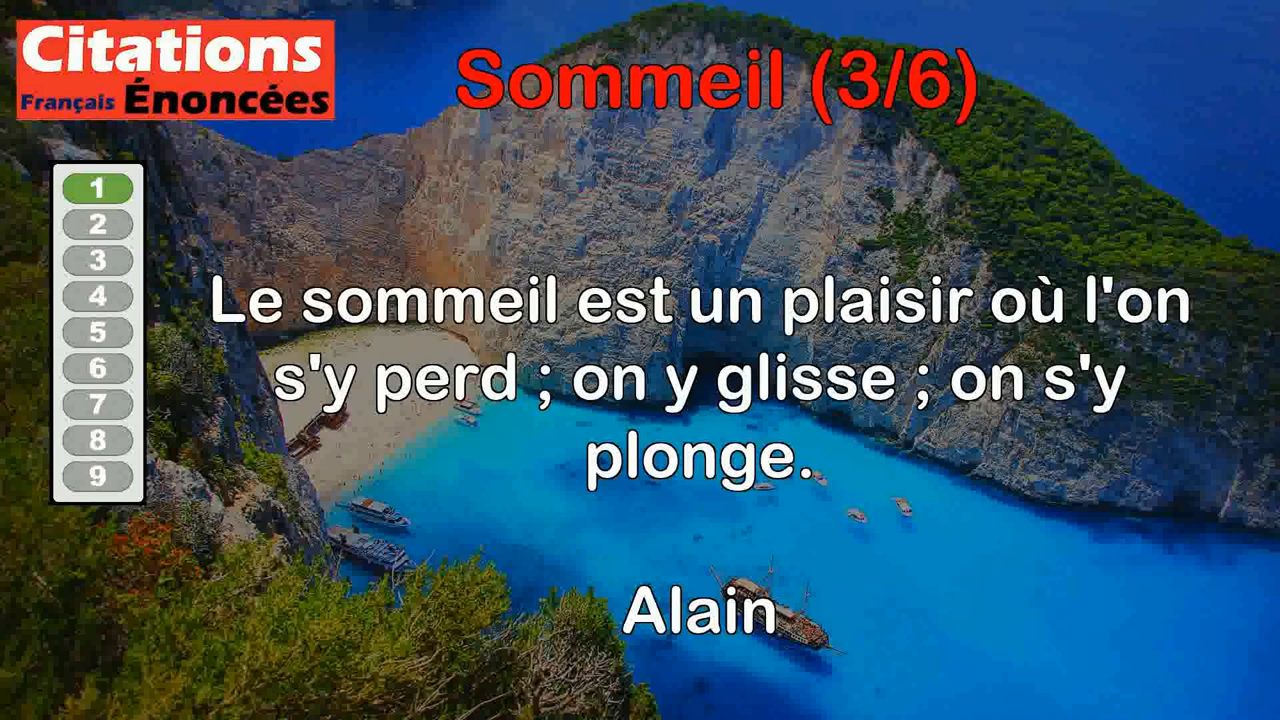 Citations
Français Énoncées
Sommeil (3/6)
1
2
3
4
5
6
7
8
9
Le sommeil est un plaisir où l'on
s'y perd ; on y glisse ; on s'y
plonge.
Alain